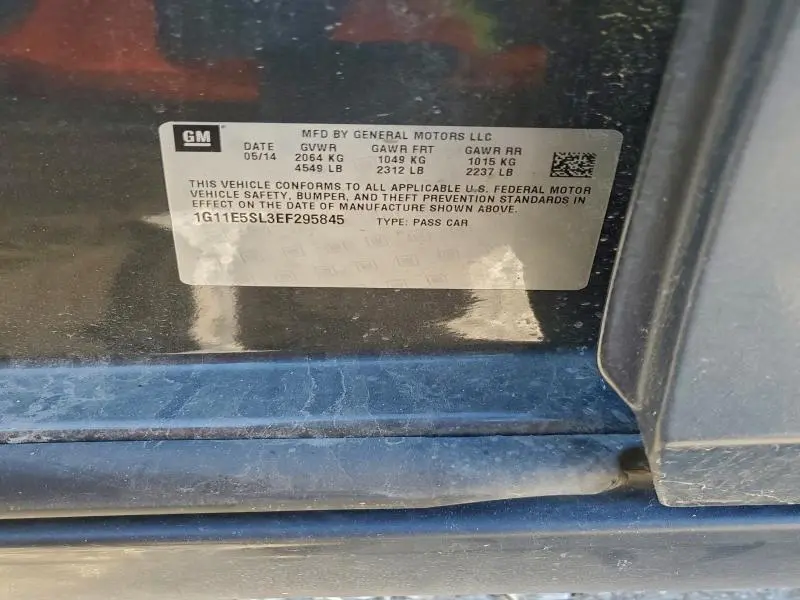 GM
MFD BY GENERAL MOTORS LLC
DATE GVWR GAWR FRT GAWR RR
05/14 2064 KG 1049 KG 1015 KG
4549 LB 2312 LB 2237 LB
THIS VEHICLE CONFORMS TO ALL APPLICABLE U.S. FEDERAL MOTOR
VEHICLE SAFETY, BUMPER, AND THEFT PREVENTION STANDARDS IN
EFFECT ON THE DATE OF MANUFACTURE SHOWN ABOVE.
1G11E5SL3EF295845 TYPE: PASS CAR